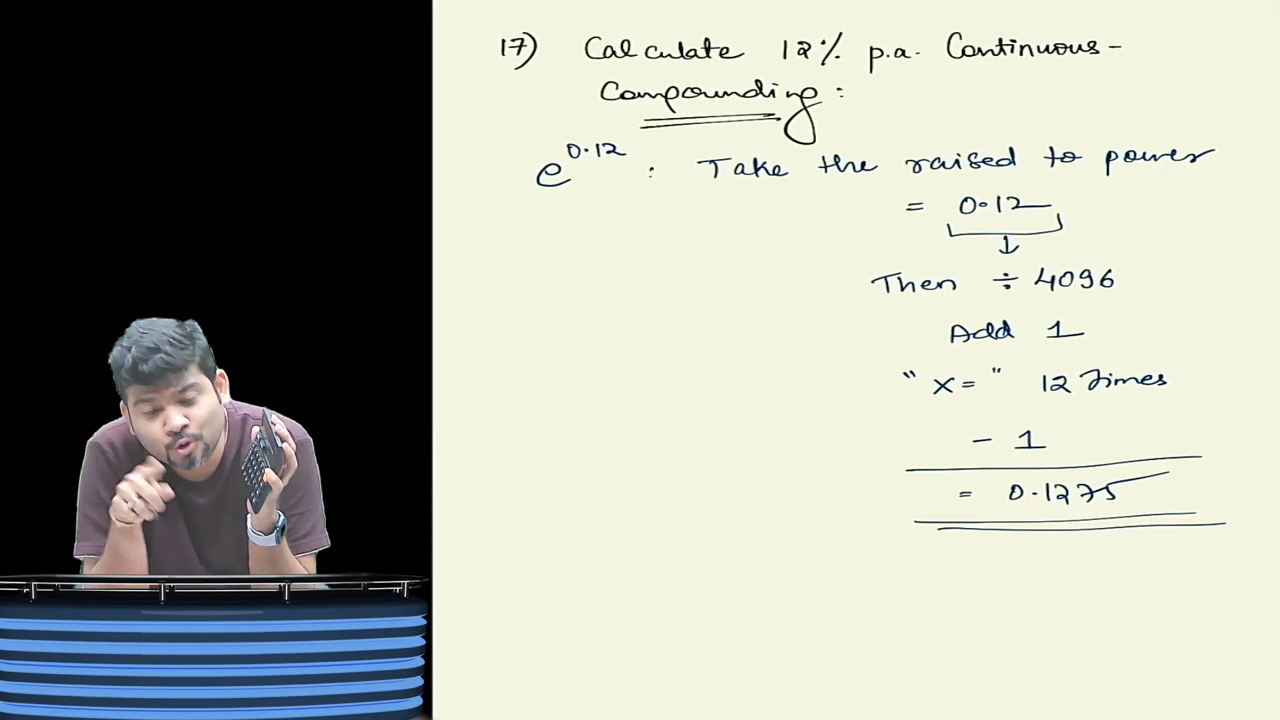 17) Calculate 12% p.a. Continuous-
Compounding:
e^0.12 : Take the raised to power
= 0.12
↓
Then ÷ 4096
Add 1
"x=" 12 Times
- 1
= 0.1275